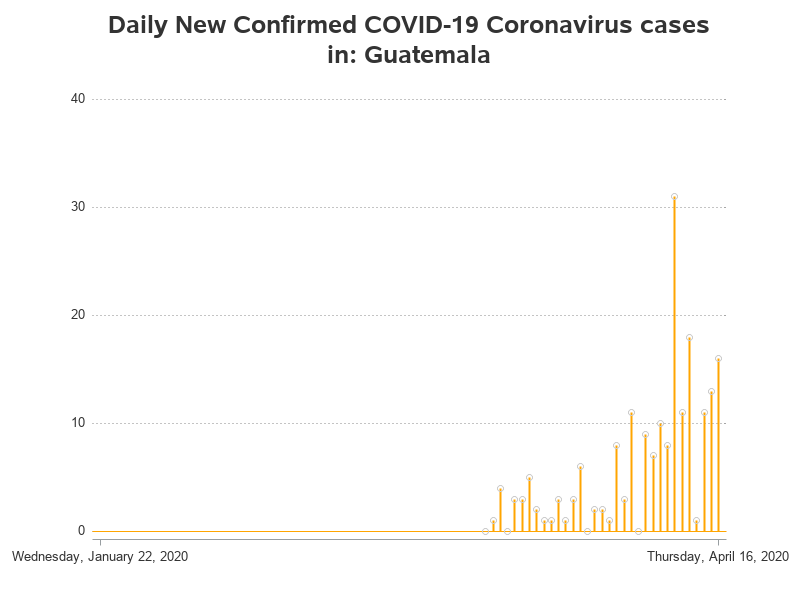 Daily New Confirmed COVID-19 Coronavirus cases
in: Guatemala
40
30
20
10
0
Wednesday, January 22, 2020
Thursday, April 16, 2020